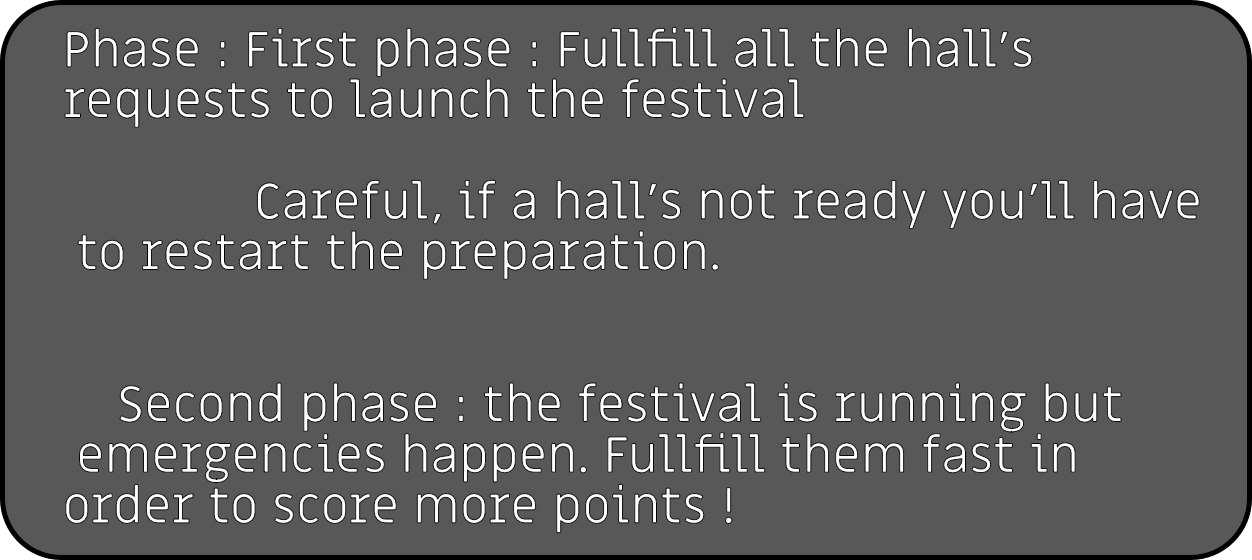 Phase : First phase : Fullfill all the hall's
requests to launch the festival
Careful, if a hall's not ready you'll have
to restart the preparation.
Second phase : the festival is running but
emergencies happen. Fullfill them fast in
order to score more points !